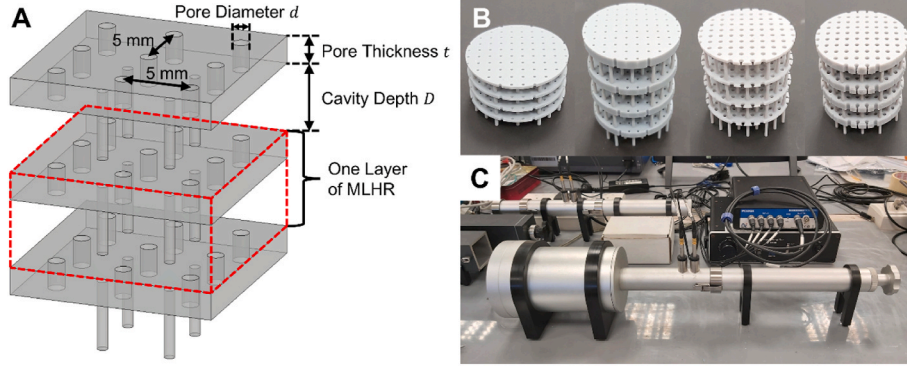 A
Pore Diameter d
5 mm
5 mm
Pore Thickness t
Cavity Depth D
One Layer
of MLHR
B
C